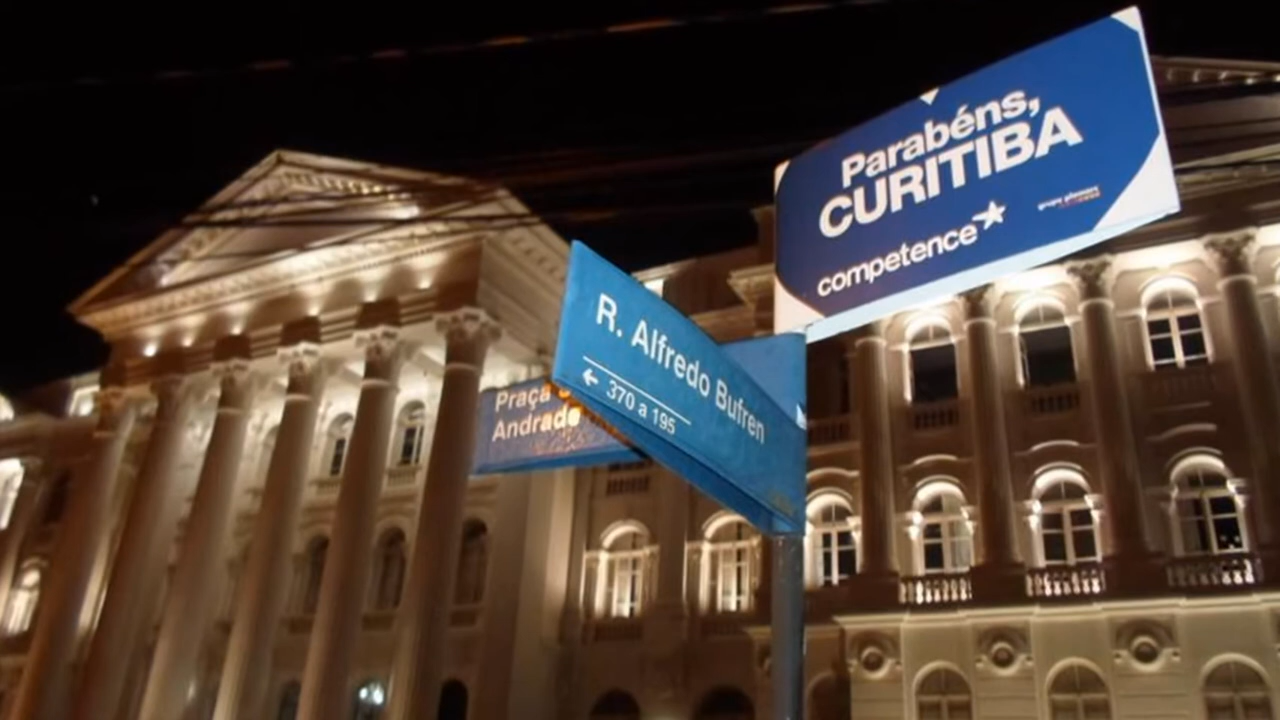 Parabéns,
CURITIBA
competence
R. Alfredo Bufren
← 370 a 195
Praça
Andrade